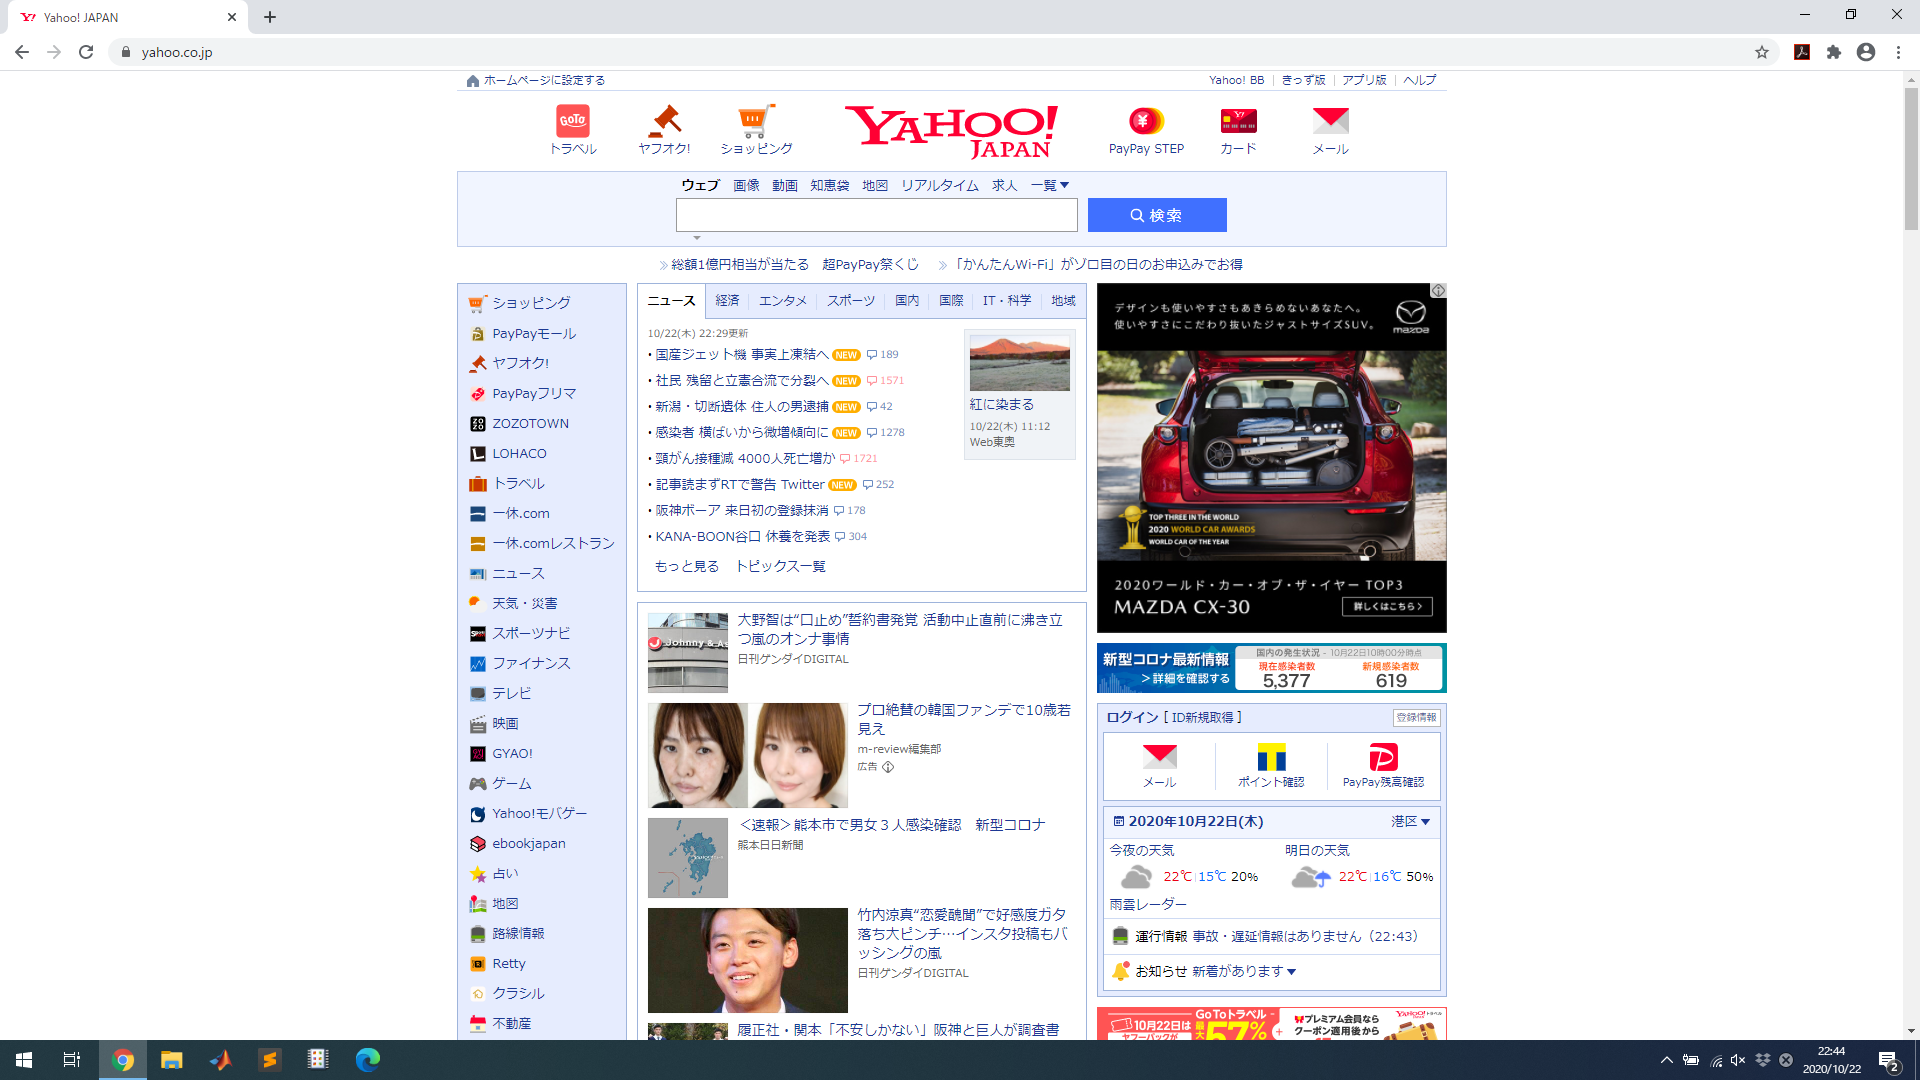 Yahoo! JAPAN
yahoo.co.jp
ホームページに設定する
Yahoo! BB
きっず版
アプリ版
ヘルプ
GoTo
トラベル
ヤフオク!
ショッピング
YAHOO!
JAPAN
PayPay STEP
カード
メール
ウェブ 画像 動画 知恵袋 地図 リアルタイム 求人 一覧
検索
総額1億円相当が当たる 超PayPay祭くじ
「かんたんWi-Fi」がゾロ目の日のお申込みでお得
ショッピング
PayPayモール
ヤフオク!
PayPayフリマ
ZOZOTOWN
LOHACO
トラベル
一休.com
一休.comレストラン
ニュース
天気・災害
スポーツナビ
ファイナンス
テレビ
映画
GYAO!
ゲーム
Yahoo!モバゲー
ebookjapan
占い
地図
路線情報
Retty
クラシル
不動産
ニュース 経済 エンタメ スポーツ 国内 国際 IT・科学 地域
10/22(木) 22:29更新
・国産ジェット機 事実上凍結へ NEW 189
・社民 残留と立憲合流で分裂へ NEW 1571
・新潟・切断遺体 住人の男逮捕 NEW 42
・感染者 横ばいから微増傾向に NEW 1278
・頸がん接種減 4000人死亡増か 1721
・記事読まずRTで警告 Twitter NEW 252
・阪神ボーア 来日初の登録抹消 178
・KANA-BOON谷口 休養を発表 304
もっと見る トピックス一覧
紅に染まる
10/22(木) 11:12
Web東奥
Johnny & As
大野智は“口止め”誓約書発覚 活動中止直前に沸き立
つ嵐のオンナ事情
日刊ゲンダイDIGITAL
プロ絶賛の韓国ファンデで10歳若
見え
m-review編集部
広告
＜速報＞熊本市で男女３人感染確認 新型コロナ
熊本日日新聞
竹内涼真“恋愛醜聞”で好感度ガタ
落ち大ピンチ…インスタ投稿もバ
ッシングの嵐
日刊ゲンダイDIGITAL
履正社・関本「不安しかない」阪神と巨人が調査書
デザインも使いやすさもあきらめないあなたへ。
使いやすさにこだわり抜いたジャストサイズSUV。
mazda
TOP THREE IN THE WORLD
2020 WORLD CAR AWARDS
WORLD CAR OF THE YEAR
2020ワールド・カー・オブ・ザ・イヤー TOP3
MAZDA CX-30
詳しくはこちら
新型コロナ最新情報
＞詳細を確認する
国内の発生状況 - 10月22日10時00分時点
現在感染者数 新規感染者数
5,377 619
ログイン [ ID新規取得 ]
登録情報
メール
ポイント確認
PayPay残高確認
2020年10月22日(木)
港区
今夜の天気 明日の天気
22℃ 15℃ 20% 22℃ 16℃ 50%
雨雲レーダー
運行情報 事故・遅延情報はありません（22:43）
お知らせ 新着があります
10月22日は
ヤフーパックが
GoToトラベル
最大57%
プレミアム会員なら
クーポン適用後から
22:44
2020/10/22
2